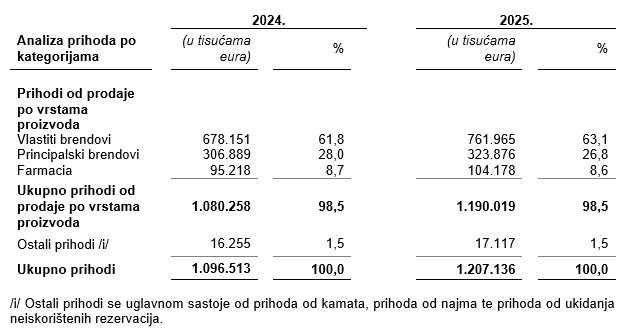 2024. 2025.
Analiza prihoda po (u tisućama (u tisućama
kategorijama eura) % eura) %
Prihodi od prodaje
po vrstama
proizvoda
Vlastiti brendovi 678.151 61,8 761.965 63,1
Principalski brendovi 306.889 28,0 323.876 26,8
Farmacia 95.218 8,7 104.178 8,6
Ukupno prihodi od
prodaje po vrstama 1.080.258 98,5 1.190.019 98,5
proizvoda
Ostali prihodi /i/ 16.255 1,5 17.117 1,5
Ukupno prihodi 1.096.513 100,0 1.207.136 100,0
/i/ Ostali prihodi se uglavnom sastoje od prihoda od kamata, prihoda od najma te prihoda od ukidanja
neiskorištenih rezervacija.